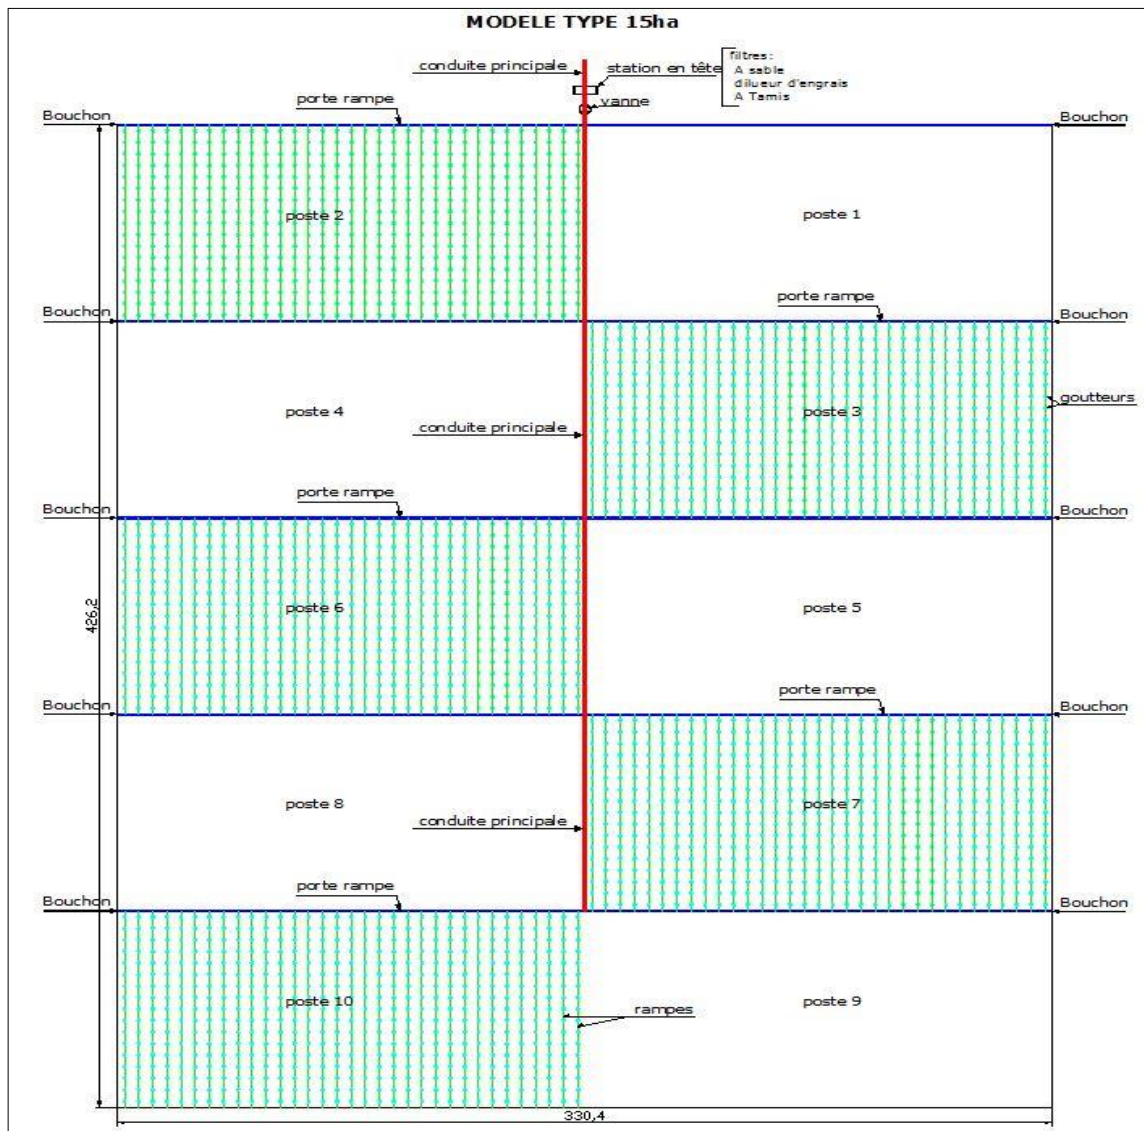 MODELE TYPE 15ha
conduite principale
station en tête
filtres:
A sable
dilueur d'engrais
A Tamis
vanne
porte rampe
Bouchon
Bouchon
poste 2
poste 1
porte rampe
Bouchon
Bouchon
goutteurs
poste 4
poste 3
conduite principale
porte rampe
Bouchon
Bouchon
poste 6
poste 5
426,2
porte rampe
Bouchon
Bouchon
poste 8
poste 7
conduite principale
porte rampe
Bouchon
Bouchon
poste 10
poste 9
rampes
330,4